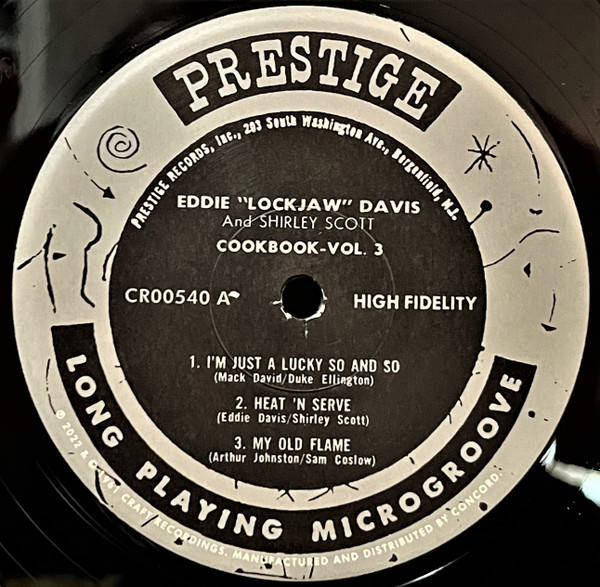 PRESTIGE
PRESTIGE RECORDS, Inc., 203 South Washington Ave., Bergenfield, N.J.
EDDIE "LOCKJAW" DAVIS
And SHIRLEY SCOTT
COOKBOOK-VOL. 3
CR00540 A
HIGH FIDELITY
1. I'M JUST A LUCKY SO AND SO
(Mack David/Duke Ellington)
2. HEAT 'N SERVE
(Eddie Davis/Shirley Scott)
3. MY OLD FLAME
(Arthur Johnston/Sam Coslow)
LONG PLAYING MICROGROOVE
℗ 2022 & © CRAFT RECORDINGS. MANUFACTURED AND DISTRIBUTED BY CONCORD.